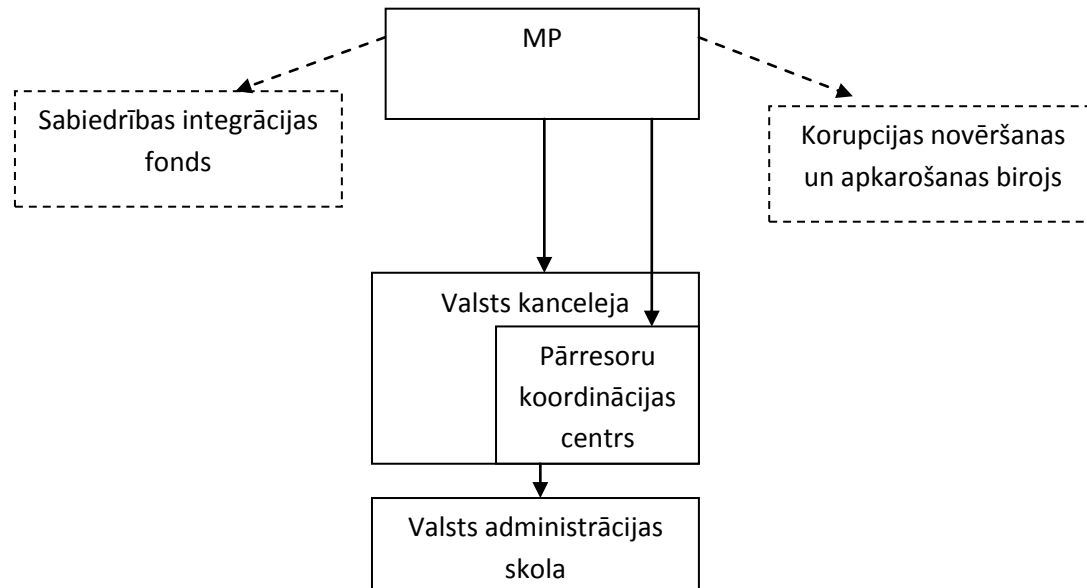 MP
Sabiedrības integrācijas
fonds
Korupcijas novēršanas
un apkarošanas birojs
Valsts kanceleja
Pārresoru
koordinācijas
centrs
Valsts administrācijas
skola